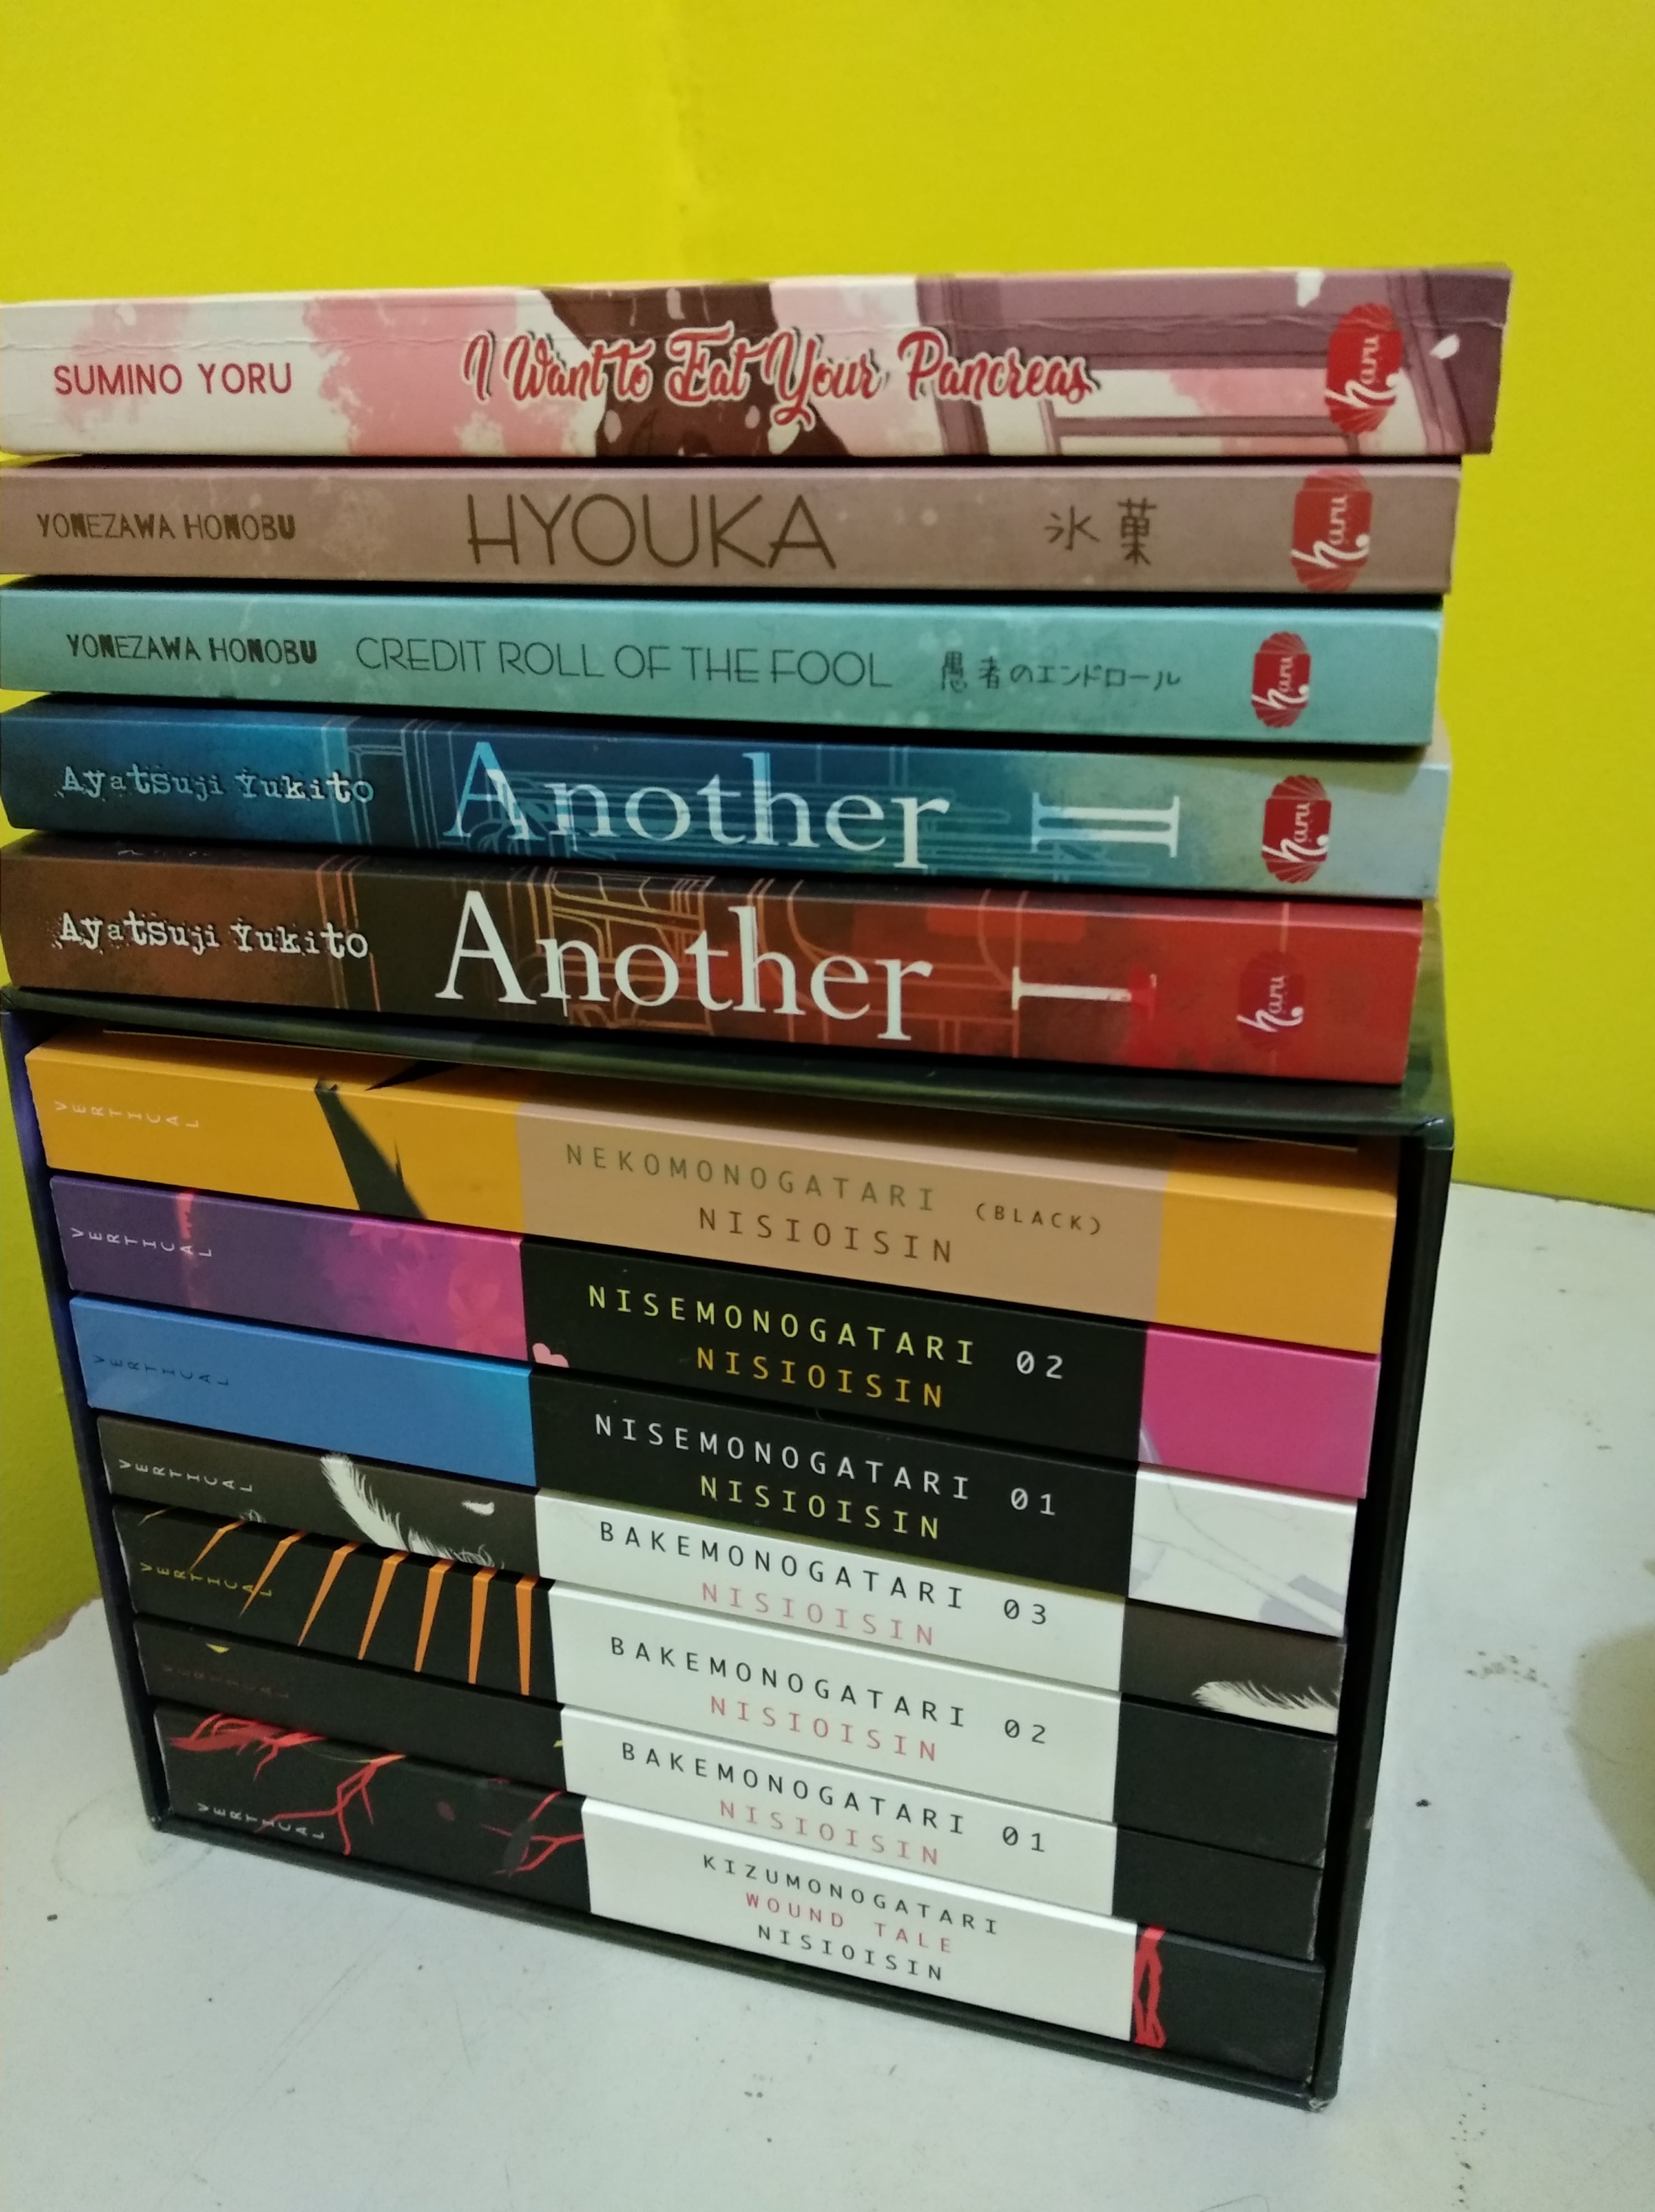 SUMINO YORU I Want to Eat Your Pancreas haru
YONEZAWA HONOBU HYOUKA 氷菓 haru
YONEZAWA HONOBU CREDIT ROLL OF THE FOOL 愚者のエンドロール haru
Ayatsuji Yukito Another II haru
Ayatsuji Yukito Another I haru
VERTICAL NEKOMONOGATARI (BLACK)
NISIOISIN
VERTICAL NISEMONOGATARI 02
NISIOISIN
VERTICAL NISEMONOGATARI 01
NISIOISIN
VERTICAL BAKEMONOGATARI 03
NISIOISIN
VERTICAL BAKEMONOGATARI 02
NISIOISIN
VERTICAL BAKEMONOGATARI 01
NISIOISIN
VERTICAL KIZUMONOGATARI
WOUND TALE
NISIOISIN